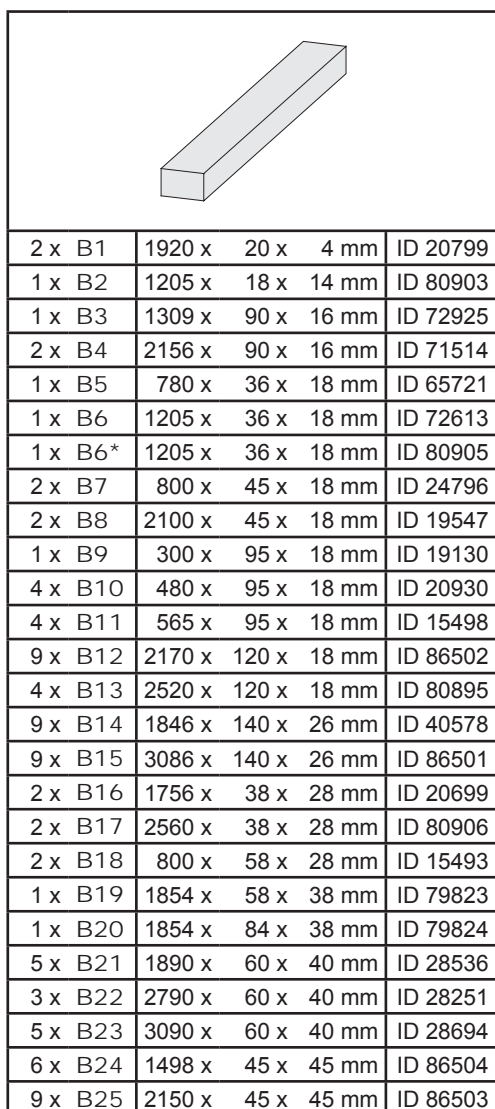 2 x B1 1920 x 20 x 4 mm ID 20799
1 x B2 1205 x 18 x 14 mm ID 80903
1 x B3 1309 x 90 x 16 mm ID 72925
2 x B4 2156 x 90 x 16 mm ID 71514
1 x B5 780 x 36 x 18 mm ID 65721
1 x B6 1205 x 36 x 18 mm ID 72613
1 x B6* 1205 x 36 x 18 mm ID 80905
2 x B7 800 x 45 x 18 mm ID 24796
2 x B8 2100 x 45 x 18 mm ID 19547
1 x B9 300 x 95 x 18 mm ID 19130
4 x B10 480 x 95 x 18 mm ID 20930
4 x B11 565 x 95 x 18 mm ID 15498
9 x B12 2170 x 120 x 18 mm ID 86502
4 x B13 2520 x 120 x 18 mm ID 80895
9 x B14 1846 x 140 x 26 mm ID 40578
9 x B15 3086 x 140 x 26 mm ID 86501
2 x B16 1756 x 38 x 28 mm ID 20699
2 x B17 2560 x 38 x 28 mm ID 80906
2 x B18 800 x 58 x 28 mm ID 15493
1 x B19 1854 x 58 x 38 mm ID 79823
1 x B20 1854 x 84 x 38 mm ID 79824
5 x B21 1890 x 60 x 40 mm ID 28536
3 x B22 2790 x 60 x 40 mm ID 28251
5 x B23 3090 x 60 x 40 mm ID 28694
6 x B24 1498 x 45 x 45 mm ID 86504
9 x B25 2150 x 45 x 45 mm ID 86503